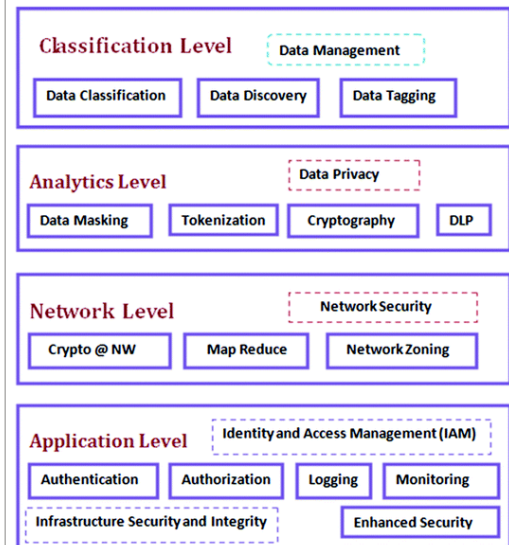 Classification Level
Data Management
Data Classification
Data Discovery
Data Tagging
Analytics Level
Data Privacy
Data Masking
Tokenization
Cryptography
DLP
Network Level
Network Security
Crypto @ NW
Map Reduce
Network Zoning
Application Level
Identity and Access Management (IAM)
Authentication
Authorization
Logging
Monitoring
Infrastructure Security and Integrity
Enhanced Security